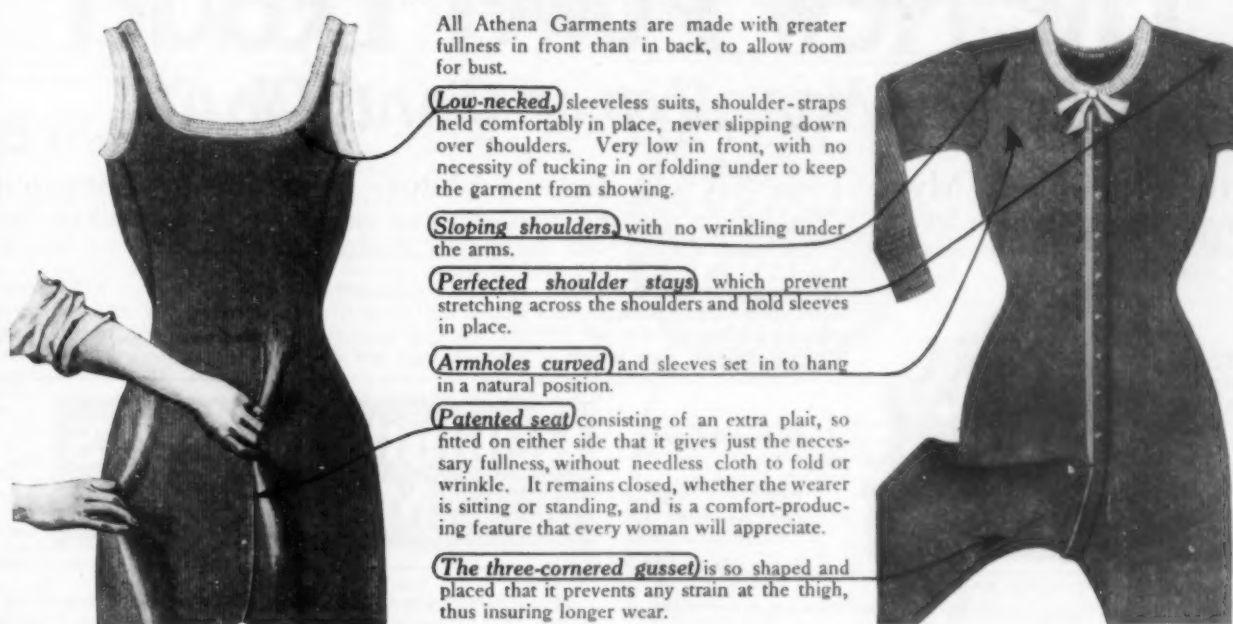 All Athena Garments are made with greater
fullness in front than in back, to allow room
for bust.
Low-necked, sleeveless suits, shoulder-straps
held comfortably in place, never slipping down
over shoulders. Very low in front, with no
necessity of tucking in or folding under to keep
the garment from showing.
Sloping shoulders, with no wrinkling under
the arms.
Perfected shoulder stays which prevent
stretching across the shoulders and hold sleeves
in place.
Armholes curved and sleeves set in to hang
in a natural position.
Patented seat consisting of an extra plait, so
fitted on either side that it gives just the neces-
sary fullness, without needless cloth to fold or
wrinkle. It remains closed, whether the wearer
is sitting or standing, and is a comfort-produc-
ing feature that every woman will appreciate.
The three-cornered gusset is so shaped and
placed that it prevents any strain at the thigh,
thus insuring longer wear.